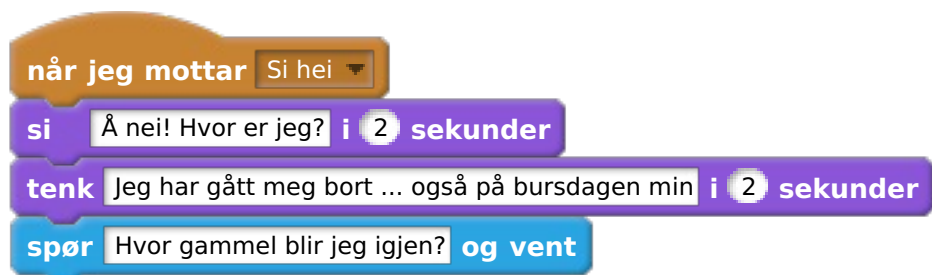 når jeg mottar Si hei
si Å nei! Hvor er jeg? i 2 sekunder
tenk Jeg har gått meg bort ... også på bursdagen min i 2 sekunder
spør Hvor gammel blir jeg igjen? og vent